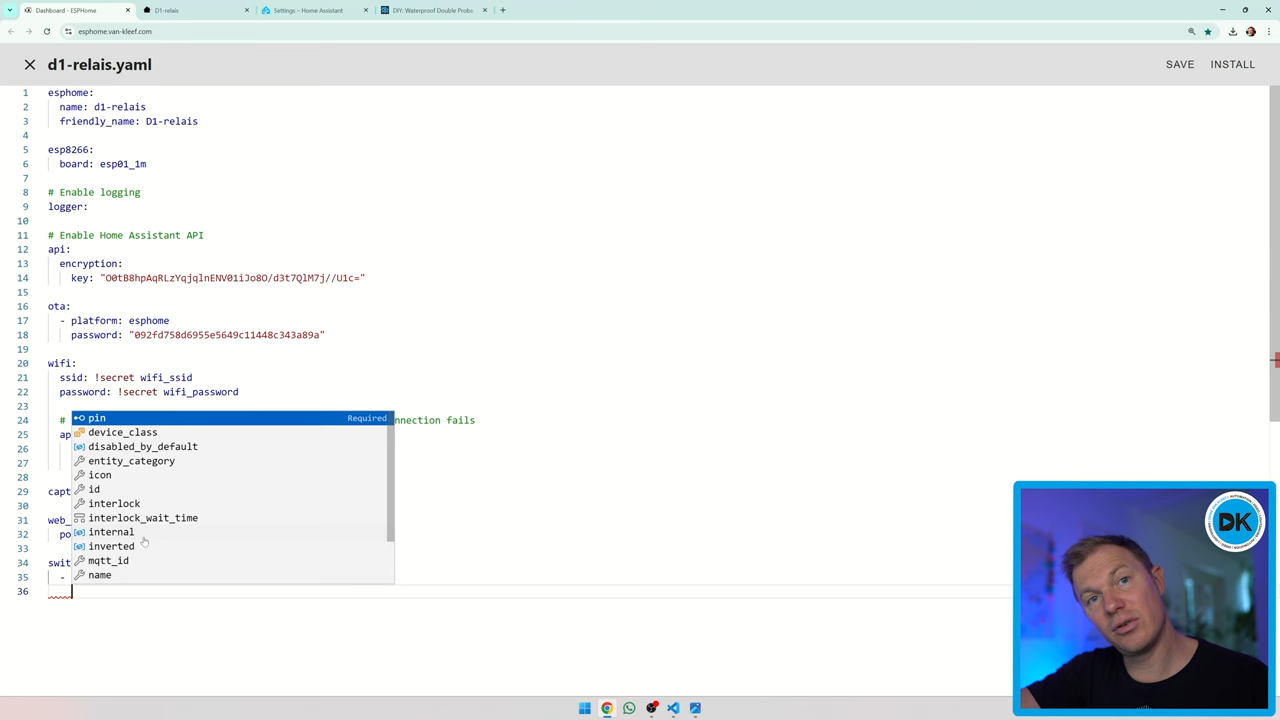 Dashboard - ESPHome
D1-relais
Settings – Home Assistant
DIY: Waterproof Double Probe
esphome.van-kleef.com
d1-relais.yaml
SAVE
INSTALL
1 esphome:
2 name: d1-relais
3 friendly_name: D1-relais
4
5 esp8266:
6 board: esp01_1m
7
8 # Enable logging
9 logger:
10
11 # Enable Home Assistant API
12 api:
13 encryption:
14 key: "O0tB8hpAqRLzYqjqlnENV01iJo8O/d3t7QlM7j//U1c="
15
16 ota:
17 - platform: esphome
18 password: "092fd758d6955e5649c11448c343a89a"
19
20 wifi:
21 ssid: !secret wifi_ssid
22 password: !secret wifi_password
23
24 # nnection fails
25 ap
26
27
28
29 capt
30
31 web_
32 po
33
34 swit
35 -
36
pin Required
device_class
disabled_by_default
entity_category
icon
id
interlock
interlock_wait_time
internal
inverted
mqtt_id
name
DK